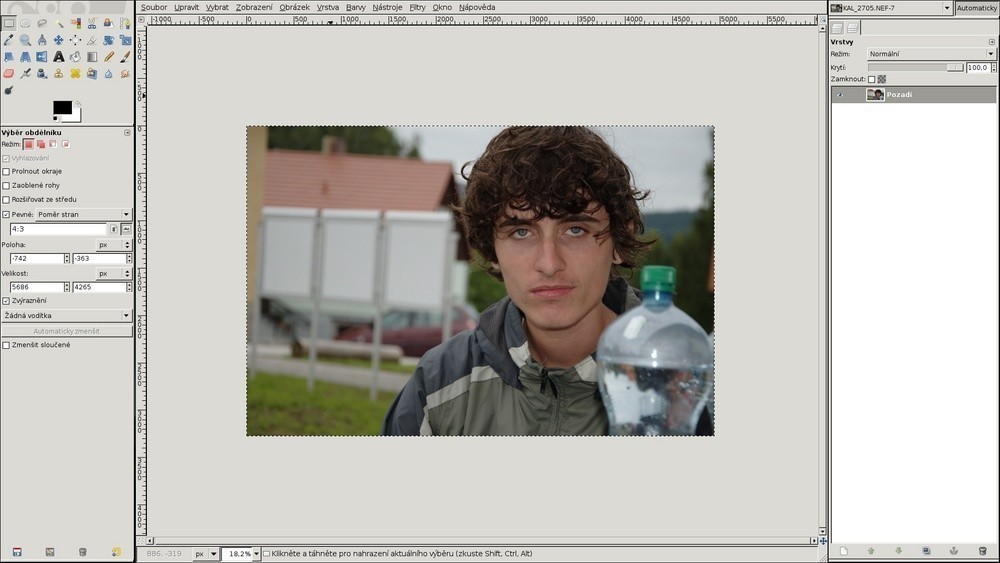 Soubor Upravit Vybrat Zobrazení Obrázek Vrstva Barvy Nástroje Filtry Okno Nápověda
KAL_2705.NEF-7
Automaticky
-1000 -500 0 500 1000 1500 2000 2500 3000 3500 4000 4500 5000 5500
Vrstvy
Režim: Normální
Krytí: 100,0
Zamknout:
Pozadí
Výběr obdélníku
Režim:
Vyhlazování
Prolnout okraje
Zaoblené rohy
Rozšiřovat ze středu
Pevné: Poměr stran
4:3
Poloha: px
-742 -363
Velikost: px
5686 4265
Zvýraznění
Žádná vodítka
Automaticky zmenšit
Zmenšit sloučené
886, -319 px 18,2% Klikněte a táhněte pro nahrazení aktuálního výběru (zkuste Shift, Ctrl, Alt)